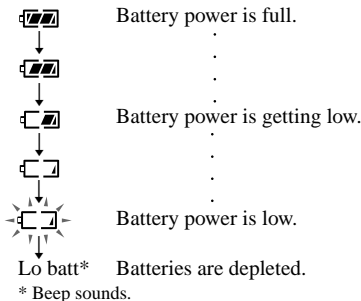 Battery power is full.
Battery power is getting low.
Battery power is low.
Lo batt* Batteries are depleted.
* Beep sounds.